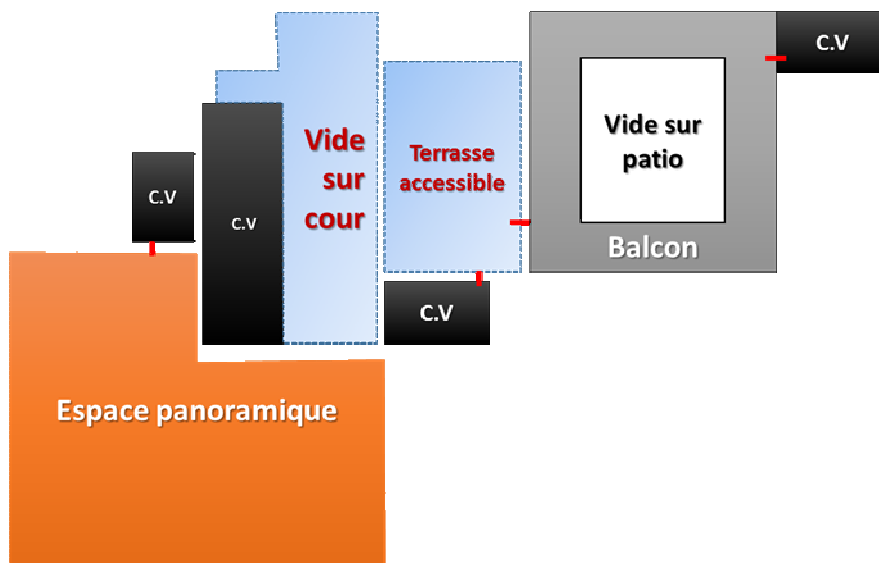 C.V
Vide sur
patio
Vide
sur
cour
Terrasse
accessible
C.V
C.V
Balcon
C.V
Espace panoramique